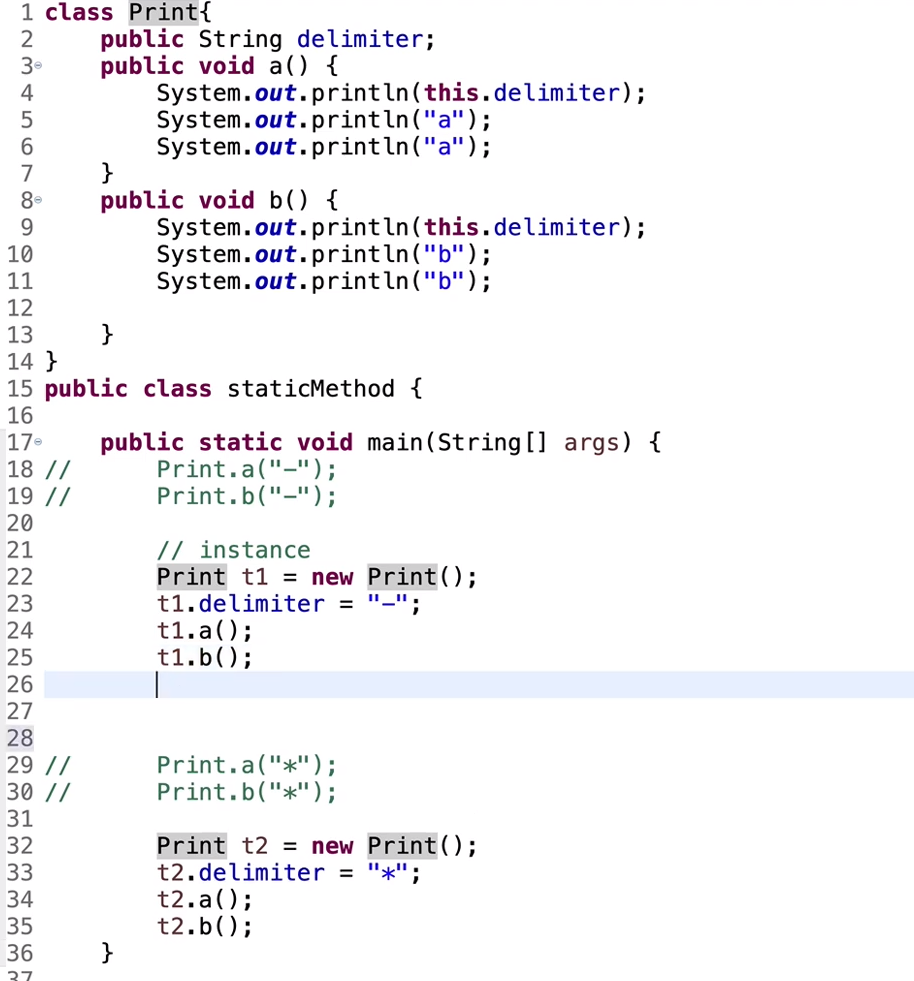 1 class Print{
2     public String delimiter;
3     public void a() {
4         System.out.println(this.delimiter);
5         System.out.println("a");
6         System.out.println("a");
7     }
8     public void b() {
9         System.out.println(this.delimiter);
10         System.out.println("b");
11         System.out.println("b");
12
13     }
14 }
15 public class staticMethod {
16
17     public static void main(String[] args) {
18 //      Print.a("-");
19 //      Print.b("-");
20
21         // instance
22         Print t1 = new Print();
23         t1.delimiter = "-";
24         t1.a();
25         t1.b();
26
27
28
29 //      Print.a("*");
30 //      Print.b("*");
31
32         Print t2 = new Print();
33         t2.delimiter = "*";
34         t2.a();
35         t2.b();
36     }
37